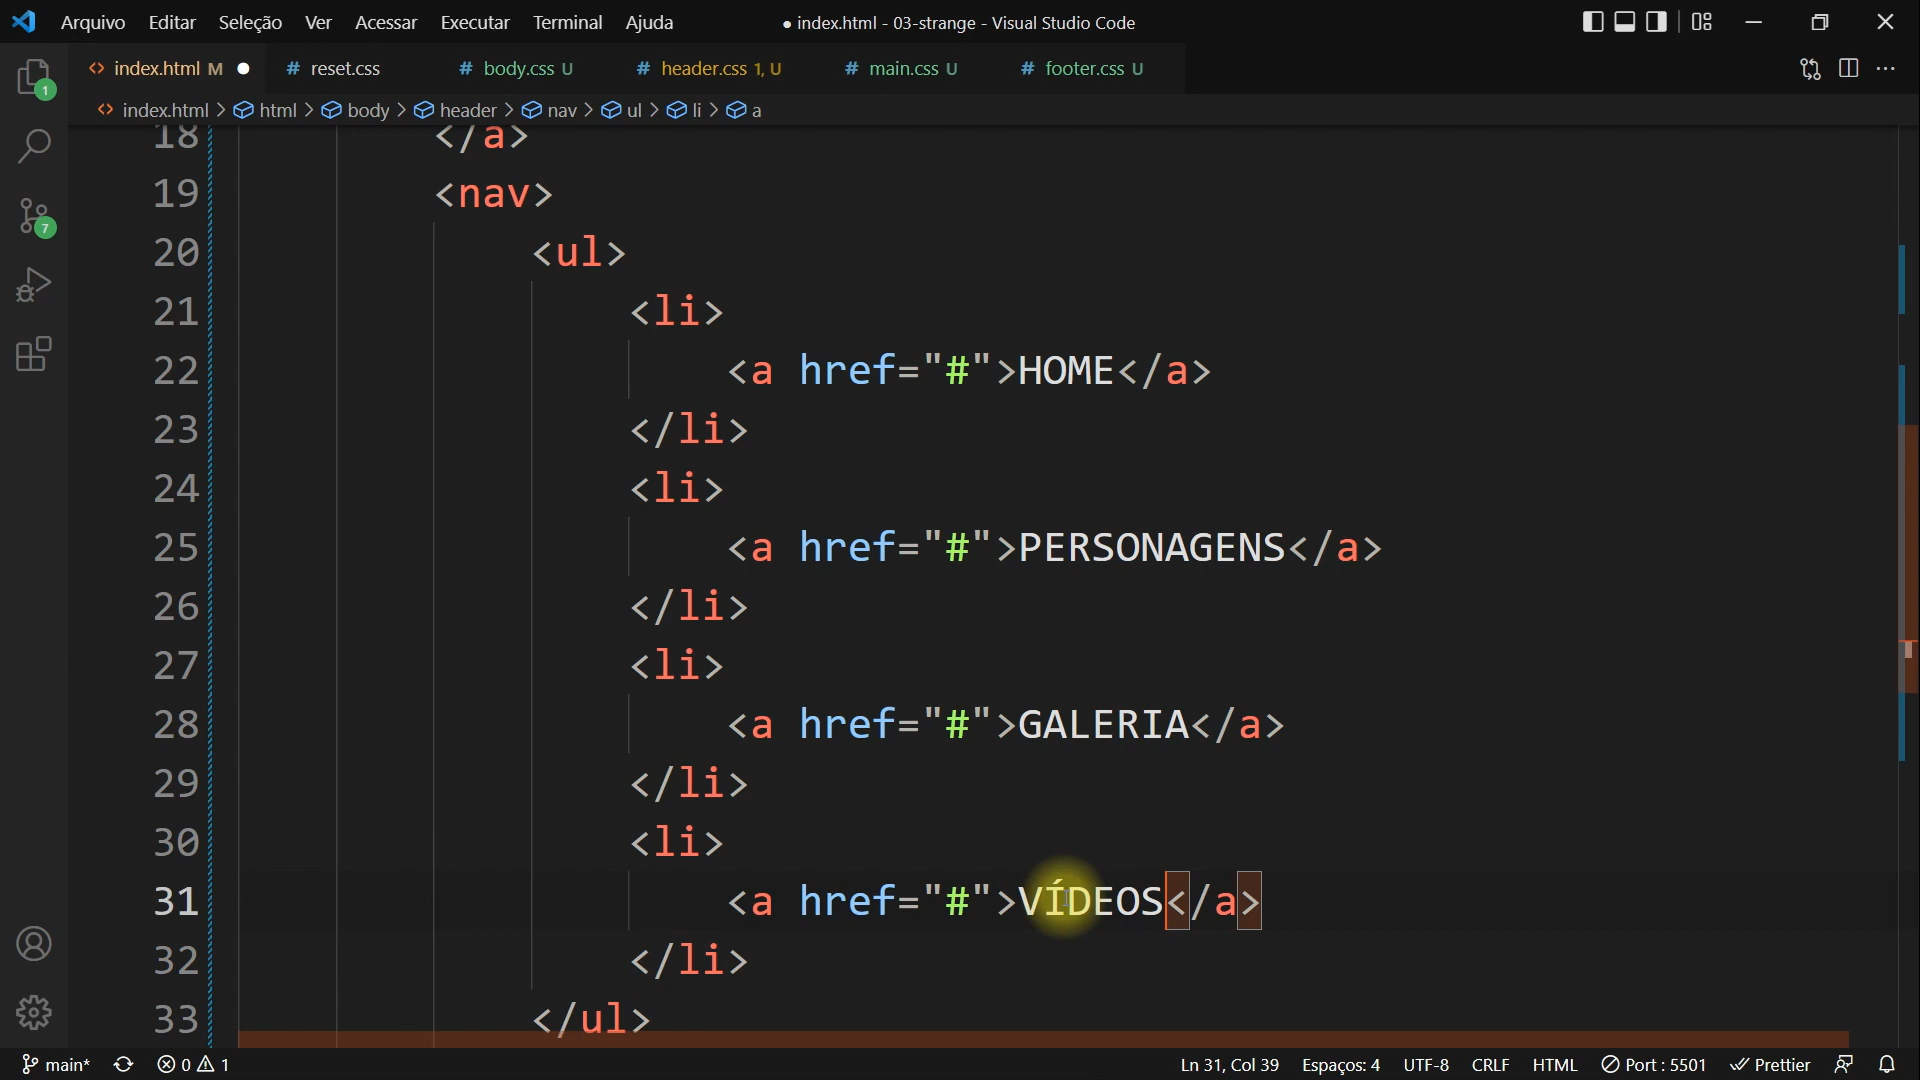 Arquivo Editar Seleção Ver Acessar Executar Terminal Ajuda ● index.html - 03-strange - Visual Studio Code
1
<> index.html M ● # reset.css # body.css U # header.css 1, U # main.css U # footer.css U
<> index.html > html > body > header > nav > ul > li > a
18 </a>
19 <nav>
20 <ul>
21 <li>
22 <a href="#">HOME</a>
23 </li>
24 <li>
25 <a href="#">PERSONAGENS</a>
26 </li>
27 <li>
28 <a href="#">GALERIA</a>
29 </li>
30 <li>
31 <a href="#">VÍDEOS</a>
32 </li>
33 </ul>
7
main* 0 1 Ln 31, Col 39 Espaços: 4 UTF-8 CRLF HTML Port : 5501 Prettier